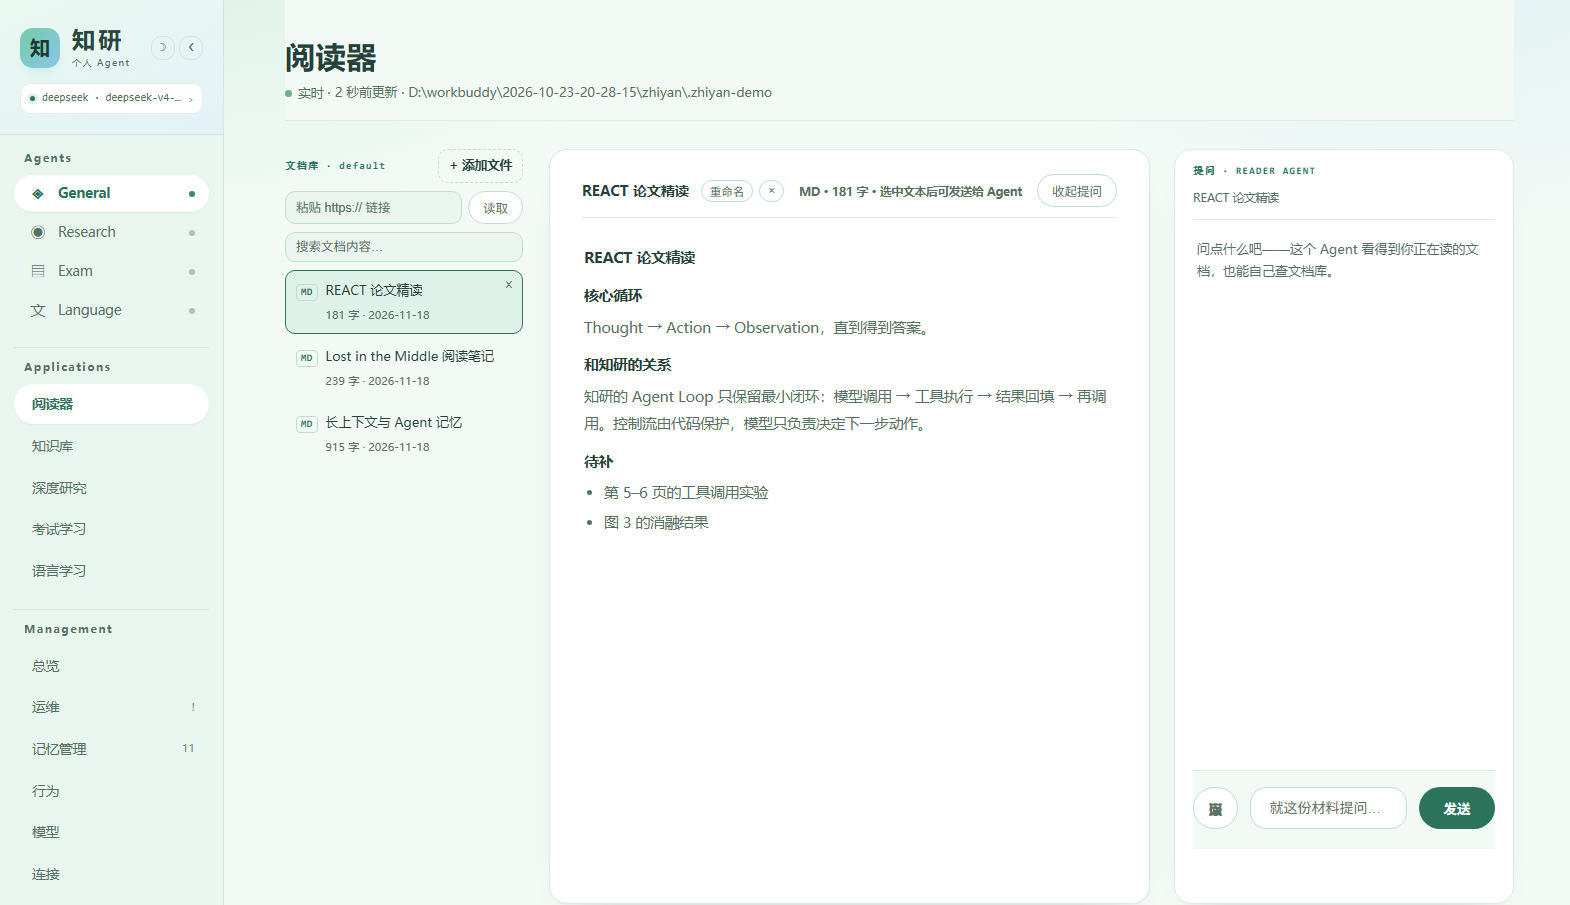 知
知研
个人 Agent
deepseek · deepseek-v4-…
Agents
General
Research
Exam
文 Language
Applications
阅读器
知识库
深度研究
考试学习
语言学习
Management
总览
运维 !
记忆管理 11
行为
模型
连接
阅读器
实时 · 2 秒前更新 · D:\workbuddy\2026-10-23-20-28-15\zhiyan\.zhiyan-demo
文档库 · default
+ 添加文件
粘贴 https:// 链接
读取
搜索文档内容…
MD REACT 论文精读 ×
181 字 · 2026-11-18
MD Lost in the Middle 阅读笔记
239 字 · 2026-11-18
MD 长上下文与 Agent 记忆
915 字 · 2026-11-18
REACT 论文精读 重命名 × MD • 181 字 • 选中文本后可发送给 Agent 收起提问
REACT 论文精读
核心循环
Thought → Action → Observation，直到得到答案。
和知研的关系
知研的 Agent Loop 只保留最小闭环：模型调用 → 工具执行 → 结果回填 → 再调
用。控制流由代码保护，模型只负责决定下一步动作。
待补
• 第 5–6 页的工具调用实验
• 图 3 的消融结果
提问 · READER AGENT
REACT 论文精读
问点什么吧——这个 Agent 看得到你正在读的文
档，也能自己查文档库。
就这份材料提问…
发送